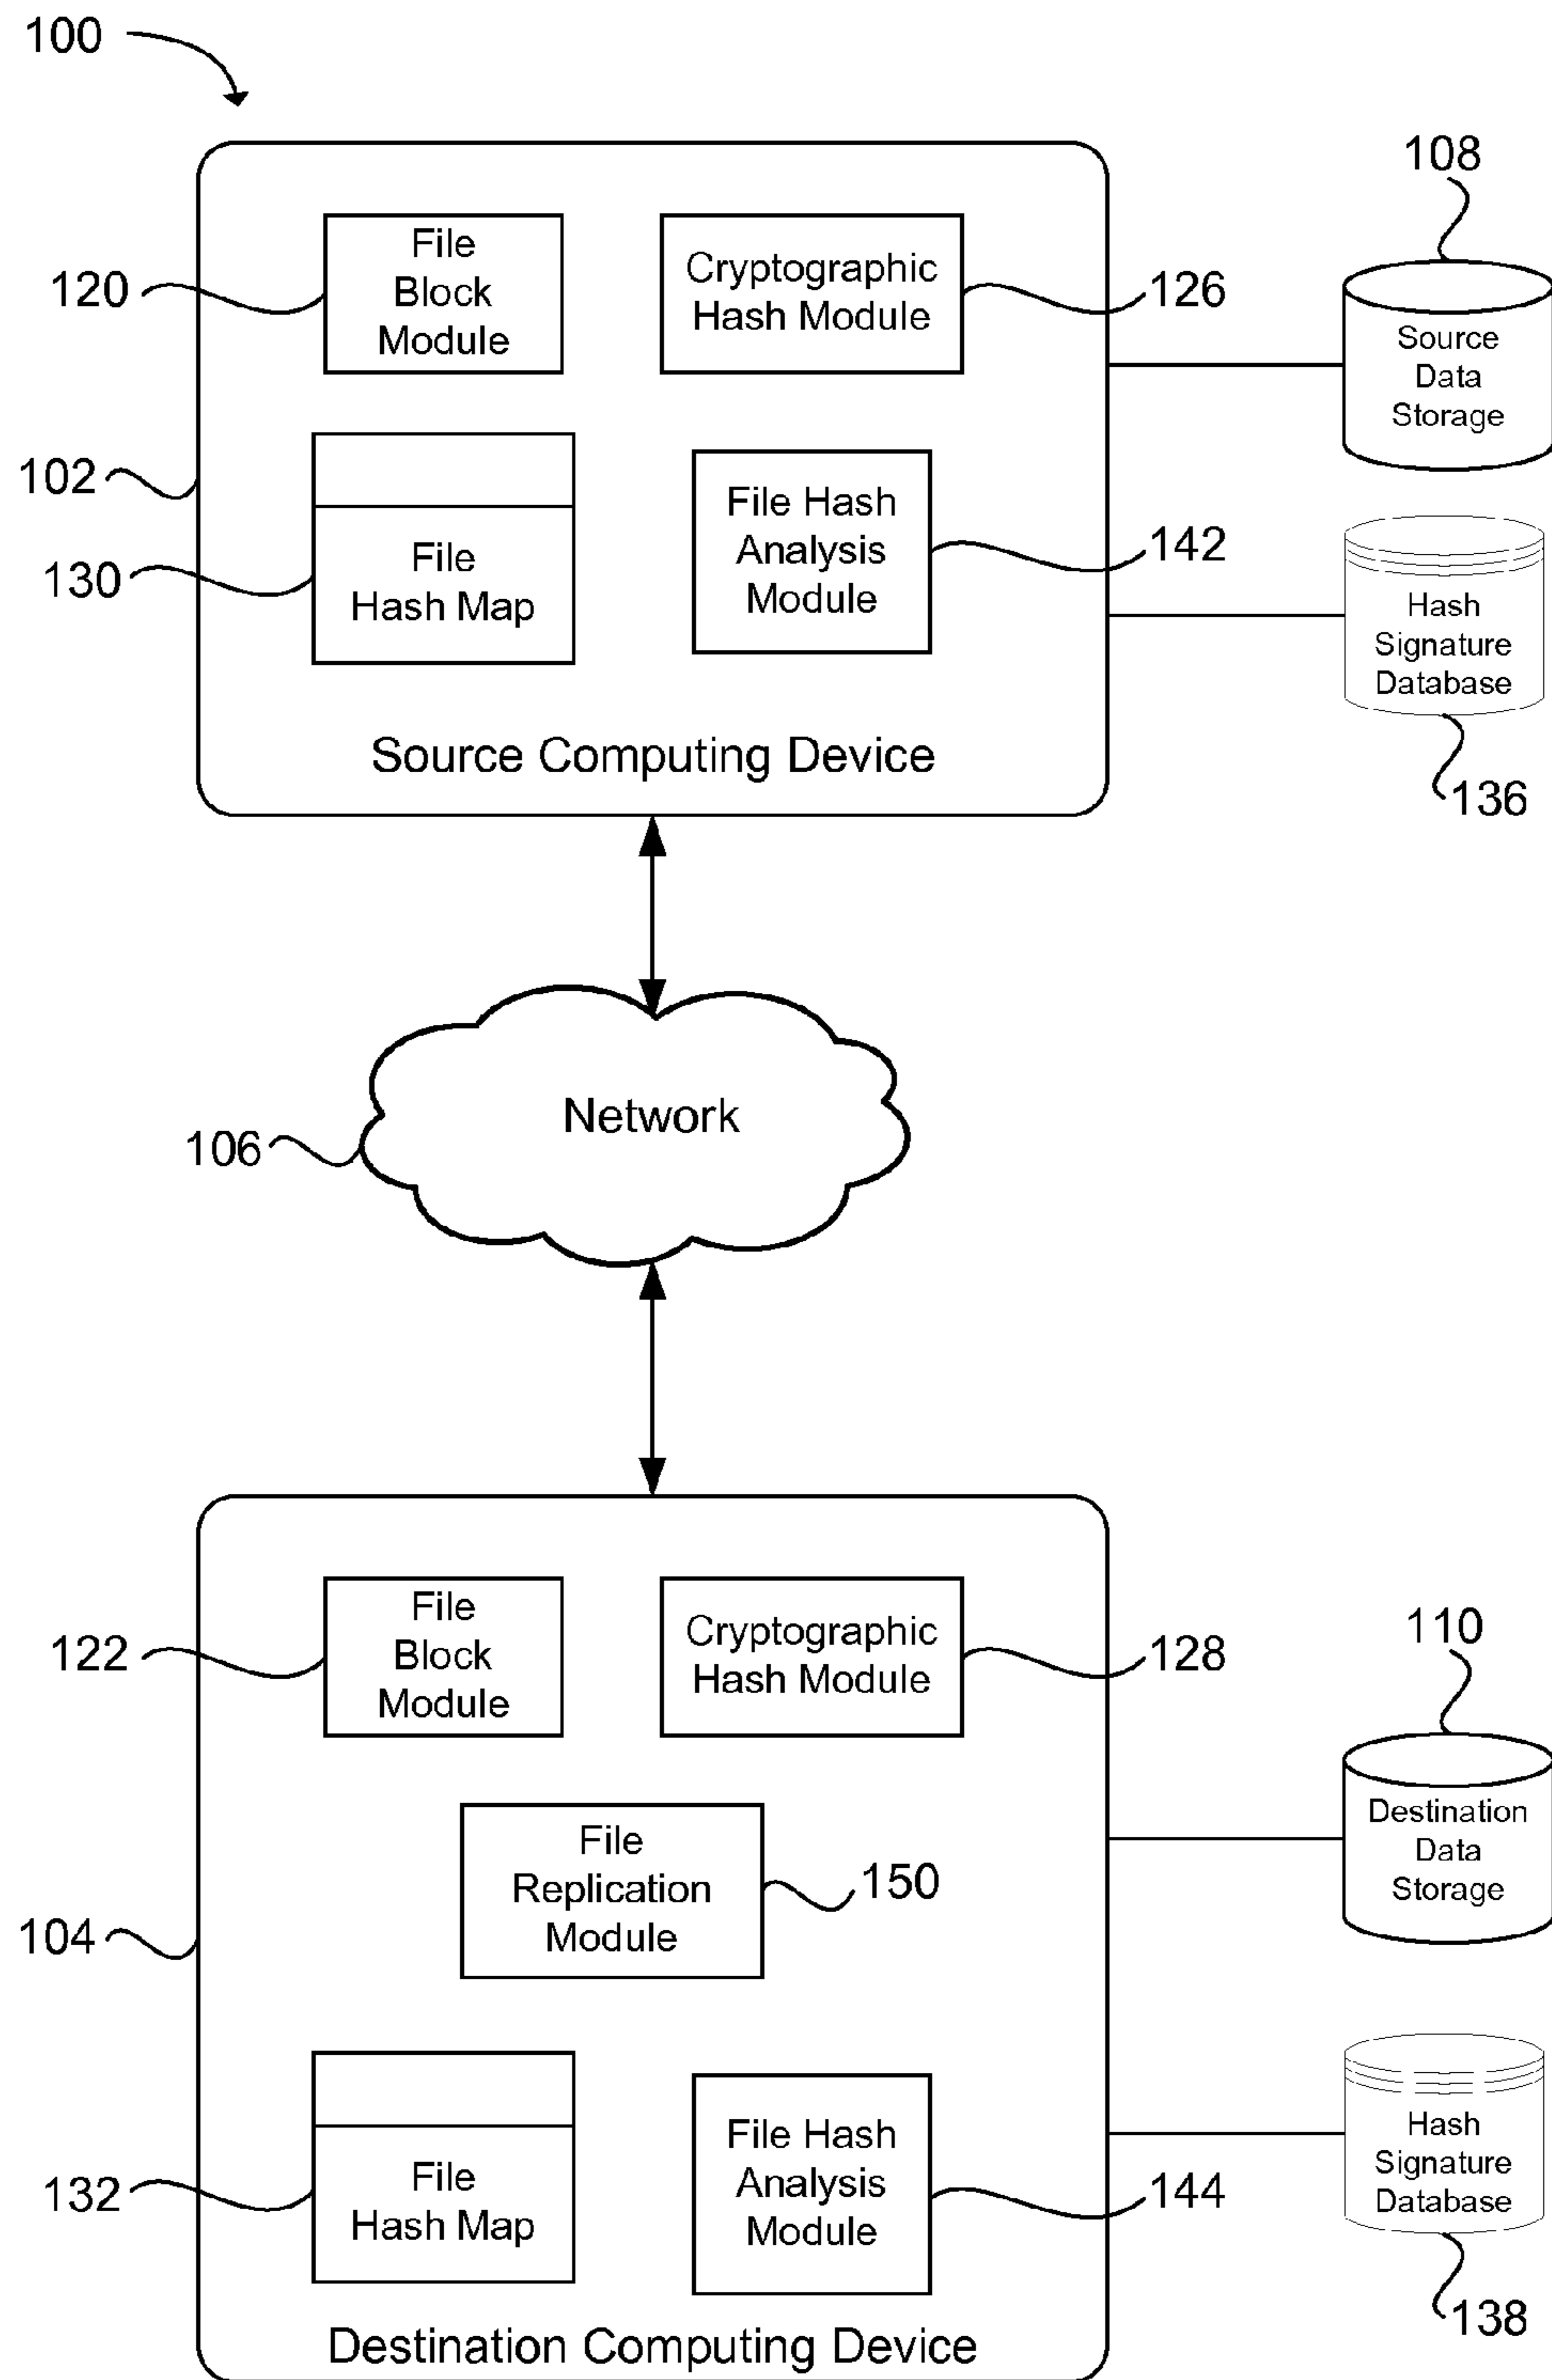 100
108
120
File
Block
Module
Cryptographic
Hash Module
126
Source
Data
Storage
102
130
File
Hash Map
File Hash
Analysis
Module
142
Hash
Signature
Database
136
Source Computing Device
106
Network
122
File
Block
Module
Cryptographic
Hash Module
128
110
Destination
Data
Storage
104
File
Replication
Module
150
132
File
Hash Map
File Hash
Analysis
Module
144
Hash
Signature
Database
138
Destination Computing Device